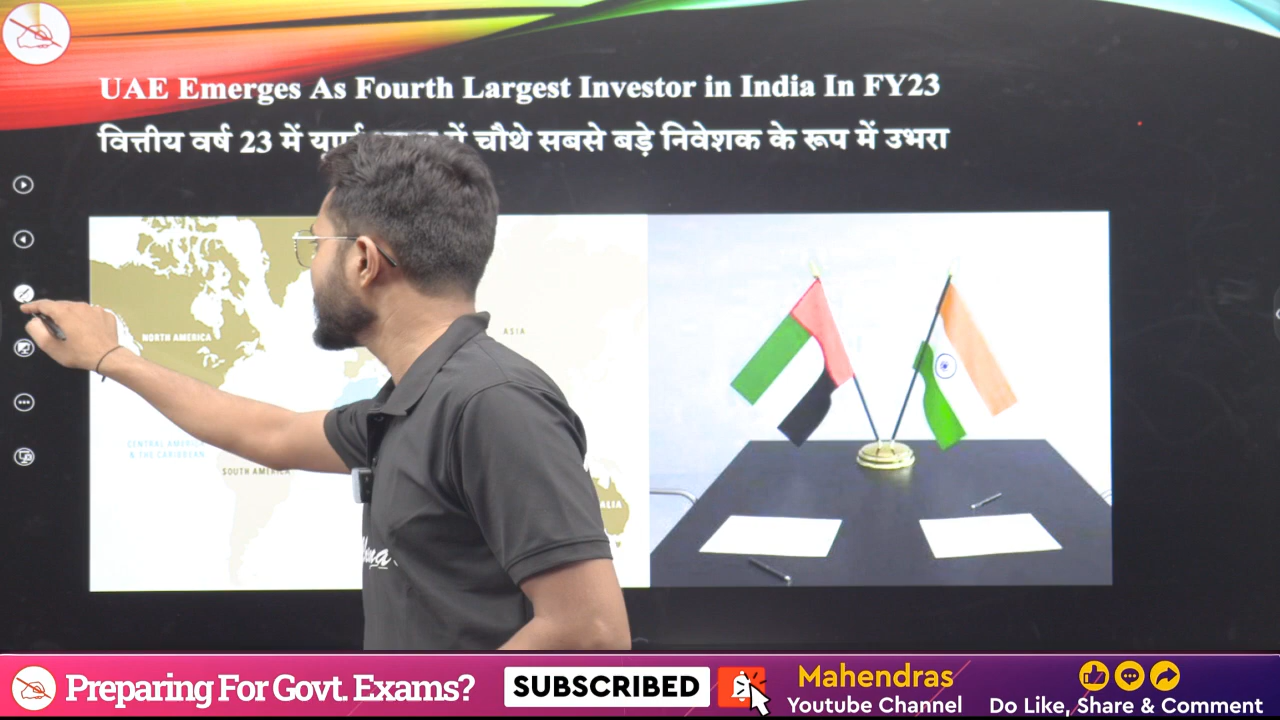 UAE Emerges As Fourth Largest Investor in India In FY23
वित्तीय वर्ष 23 में चौथे सबसे बड़े निवेशक के रूप में उभरा
NORTH AMERICA
ASIA
CENTRAL AMERICA
& THE CARIBBEAN
SOUTH AMERICA
Preparing For Govt. Exams?
SUBSCRIBED
Mahendras
Youtube Channel
Do Like, Share & Comment